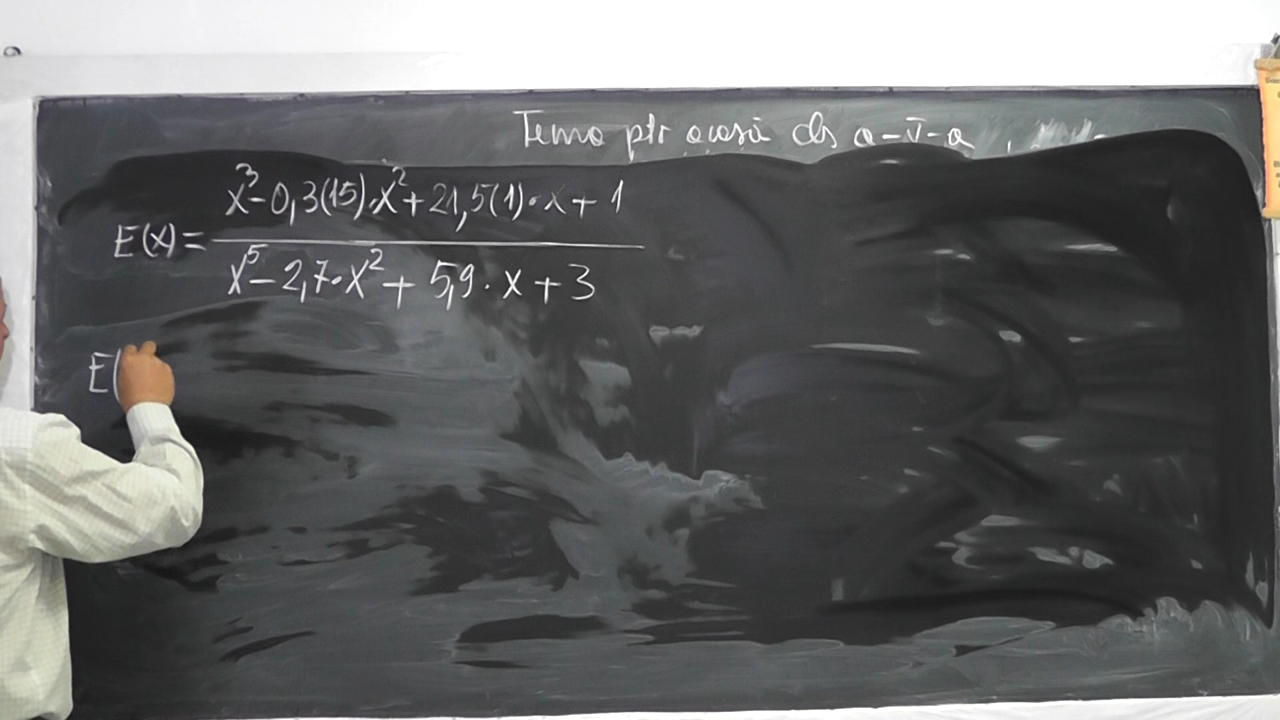 Tema ptr acasă cls a-V-a
E(x) = (x³ - 0,3(15)·x² + 21,5(1)·x + 1) / (x⁵ - 2,7·x² + 5,9·x + 3)
E(